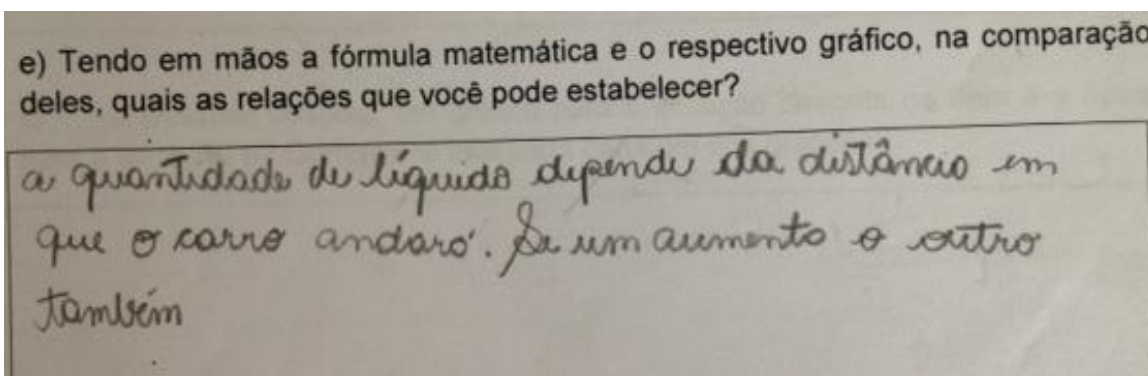 e) Tendo em mãos a fórmula matemática e o respectivo gráfico, na comparação
deles, quais as relações que você pode estabelecer?
a quantidade de líquido depende da distância em
que o carro andará. Se um aumenta o outro
também